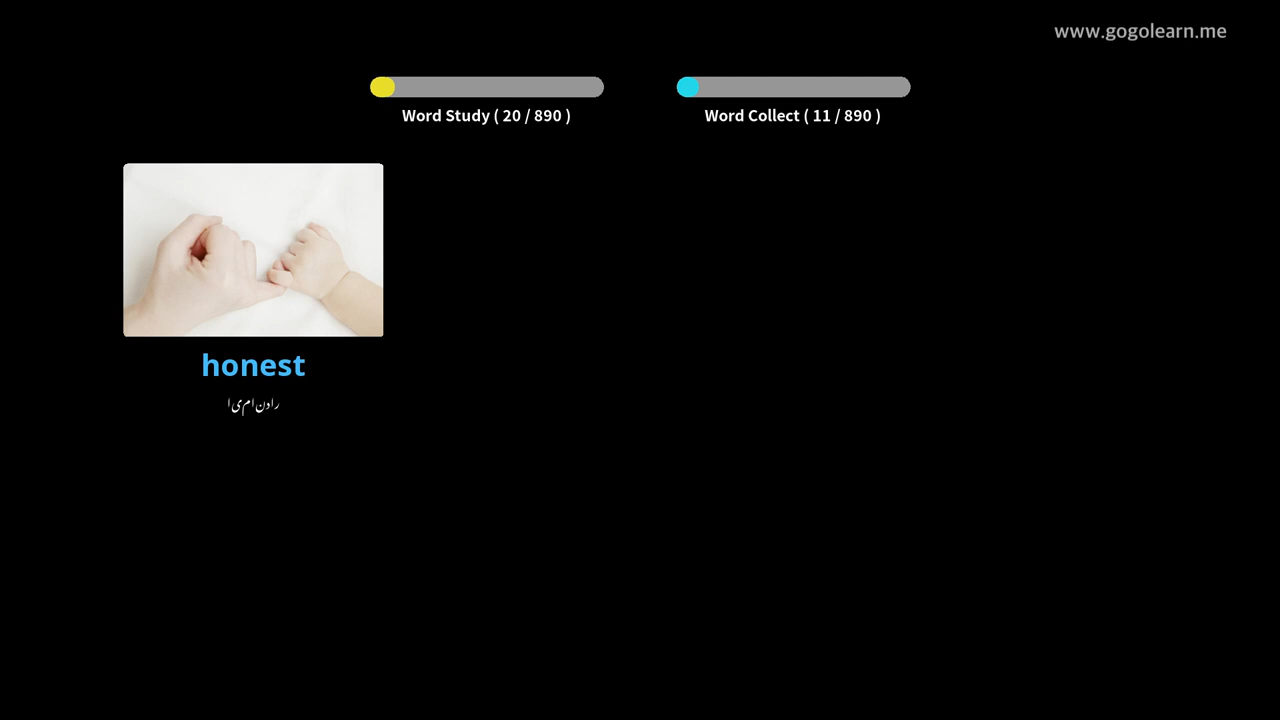 www.gogolearn.me
Word Study ( 20 / 890 )
Word Collect ( 11 / 890 )
honest
ایماندار